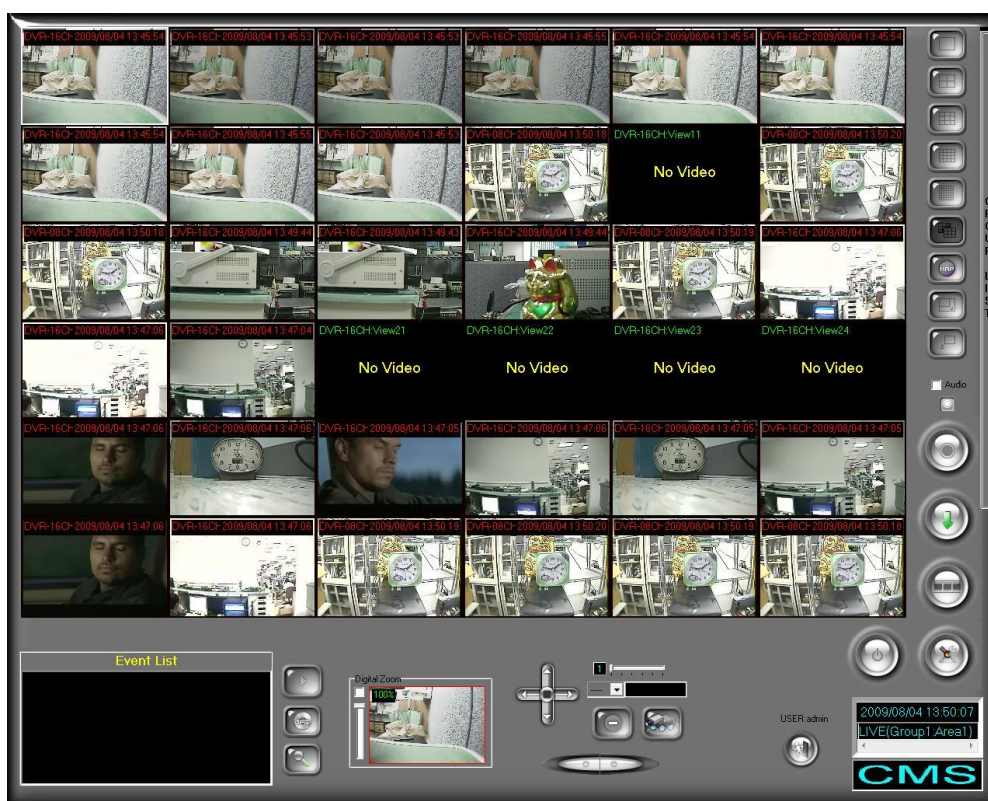 DVR-16CH 2009/08/04 13:45:54 DVR-16CH 2009/08/04 13:45:53 DVR-16CH 2009/08/04 13:45:53 DVR-16CH 2009/08/04 13:45:55 DVR-16CH 2009/08/04 13:45:54 DVR-16CH 2009/08/04 13:45:54
DVR-16CH 2009/08/04 13:45:54 DVR-16CH 2009/08/04 13:45:55 DVR-16CH 2009/08/04 13:45:53 DVR-08CH 2009/08/04 13:50:18 DVR-16CH:View11 DVR-08CH 2009/08/04 13:50:20
No Video
DVR-08CH 2009/08/04 13:50:18 DVR-16CH 2009/08/04 13:49:44 DVR-16CH 2009/08/04 13:49:43 DVR-16CH 2009/08/04 13:49:44 DVR-08CH 2009/08/04 13:50:19 DVR-16CH 2009/08/04 13:47:06
DVR-16CH 2009/08/04 13:47:06 DVR-16CH 2009/08/04 13:47:04 DVR-16CH:View21 DVR-16CH:View22 DVR-16CH:View23 DVR-16CH:View24
No Video No Video No Video No Video
DVR-16CH 2009/08/04 13:47:06 DVR-16CH 2009/08/04 13:47:06 DVR-16CH 2009/08/04 13:47:05 DVR-16CH 2009/08/04 13:47:06 DVR-16CH 2009/08/04 13:47:05 DVR-16CH 2009/08/04 13:47:05
DVR-16CH 2009/08/04 13:47:06 DVR-16CH 2009/08/04 13:47:06 DVR-08CH 2009/08/04 13:50:19 DVR-08CH 2009/08/04 13:50:20 DVR-08CH 2009/08/04 13:50:19 DVR-08CH 2009/08/04 13:50:18
MAP
Audio
Event List
Digital Zoom
100%
1
-----
USER: admin
2009/08/04 13:50:07
LIVE(Group1:Area1)
CMS